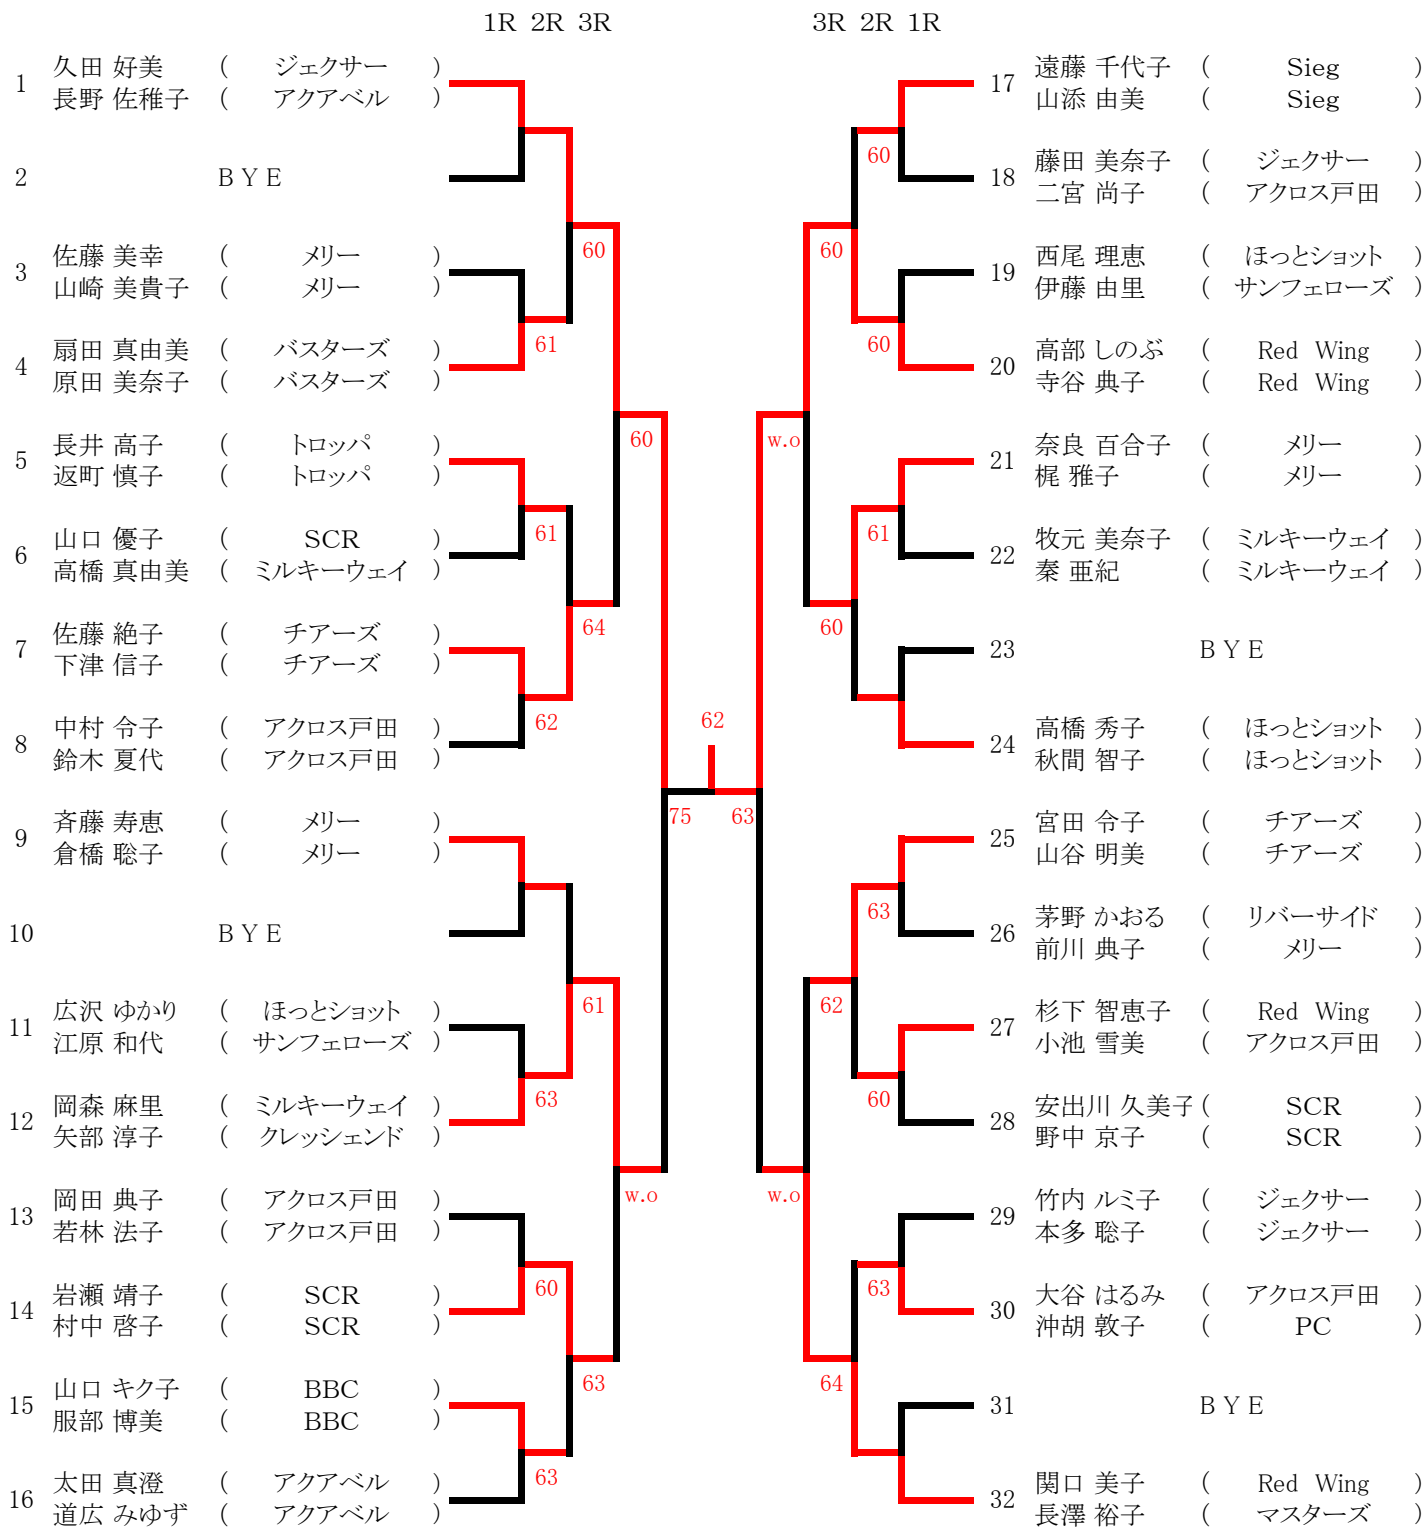 1R 2R 3R
3R 2R 1R
1 久田 好美 ( ジェクサー )
長野 佐稚子 ( アクアベル )
2 B Y E
3 佐藤 美幸 ( メリー )
山崎 美貴子 ( メリー )
4 扇田 真由美 ( バスターズ )
原田 美奈子 ( バスターズ )
5 長井 高子 ( トロッパ )
返町 慎子 ( トロッパ )
6 山口 優子 ( SCR )
高橋 真由美 ( ミルキーウェイ )
7 佐藤 絶子 ( チアーズ )
下津 信子 ( チアーズ )
8 中村 令子 ( アクロス戸田 )
鈴木 夏代 ( アクロス戸田 )
9 斉藤 寿恵 ( メリー )
倉橋 聡子 ( メリー )
10 B Y E
11 広沢 ゆかり ( ほっとショット )
江原 和代 ( サンフェローズ )
12 岡森 麻里 ( ミルキーウェイ )
矢部 淳子 ( クレッシェンド )
13 岡田 典子 ( アクロス戸田 )
若林 法子 ( アクロス戸田 )
14 岩瀬 靖子 ( SCR )
村中 啓子 ( SCR )
15 山口 キク子 ( BBC )
服部 博美 ( BBC )
16 太田 真澄 ( アクアベル )
道広 みゆず ( アクアベル )
61
61
62
63
60
63
60
64
61
63
60
w.o
75
62
63
w.o
w.o
60
60
62
64
60
60
61
63
60
63
17 遠藤 千代子 ( Sieg )
山添 由美 ( Sieg )
18 藤田 美奈子 ( ジェクサー )
二宮 尚子 ( アクロス戸田 )
19 西尾 理恵 ( ほっとショット )
伊藤 由里 ( サンフェローズ )
20 高部 しのぶ ( Red Wing )
寺谷 典子 ( Red Wing )
21 奈良 百合子 ( メリー )
梶 雅子 ( メリー )
22 牧元 美奈子 ( ミルキーウェイ )
秦 亜紀 ( ミルキーウェイ )
23 B Y E
24 高橋 秀子 ( ほっとショット )
秋間 智子 ( ほっとショット )
25 宮田 令子 ( チアーズ )
山谷 明美 ( チアーズ )
26 茅野 かおる ( リバーサイド )
前川 典子 ( メリー )
27 杉下 智恵子 ( Red Wing )
小池 雪美 ( アクロス戸田 )
28 安出川 久美子 ( SCR )
野中 京子 ( SCR )
29 竹内 ルミ子 ( ジェクサー )
本多 聡子 ( ジェクサー )
30 大谷 はるみ ( アクロス戸田 )
沖胡 敦子 ( PC )
31 B Y E
32 関口 美子 ( Red Wing )
長澤 裕子 ( マスターズ )